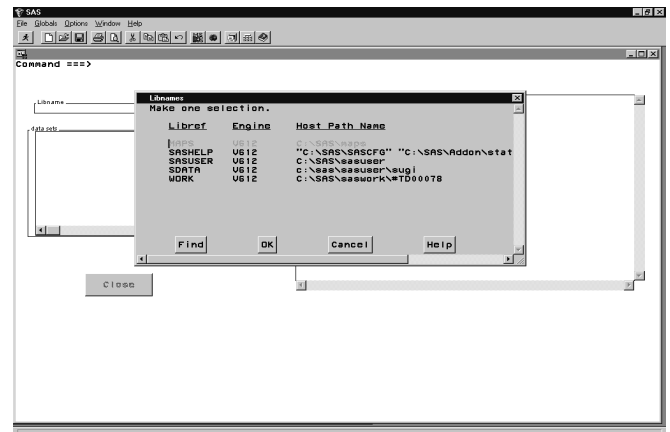 SAS
File Globals Options Window Help
Command ===>
Libname
data sets
Libnames
Make one selection.
Libref Engine Host Path Name
MAPS V612 C:\SAS\maps
SASHELP V612 "C:\SAS\SASCFG" "C:\SAS\Addon\stat
SASUSER V612 C:\SAS\sasuser
SDATA V612 c:\sas\sasuser\sugi
WORK V612 C:\SAS\saswork\#TD00078
Find OK Cancel Help
Close